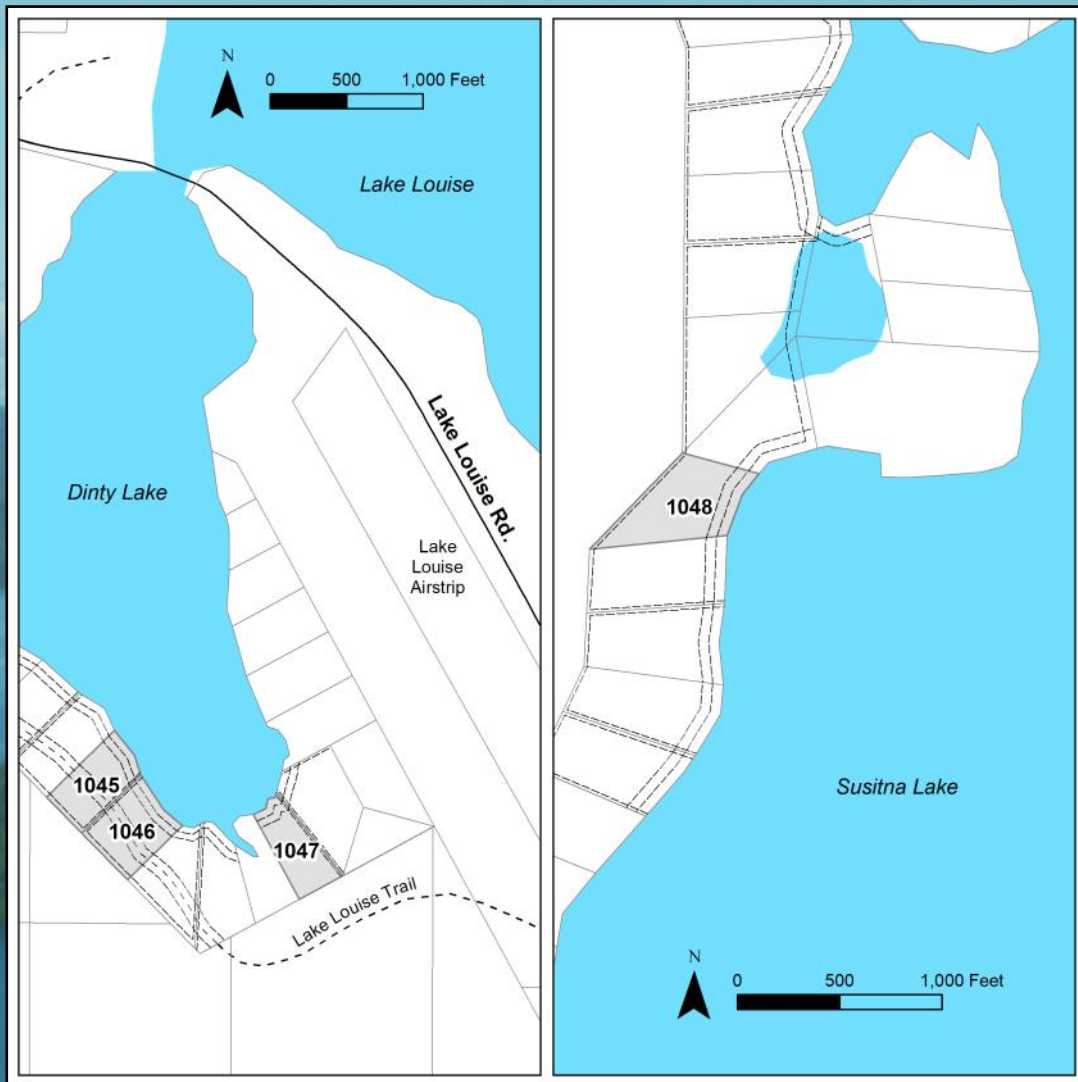 N
0 500 1,000 Feet
Lake Louise
Lake Louise Rd.
Dinty Lake
Lake
Louise
Airstrip
1045
1046
1047
Lake Louise Trail
N
0 500 1,000 Feet
1048
Susitna Lake